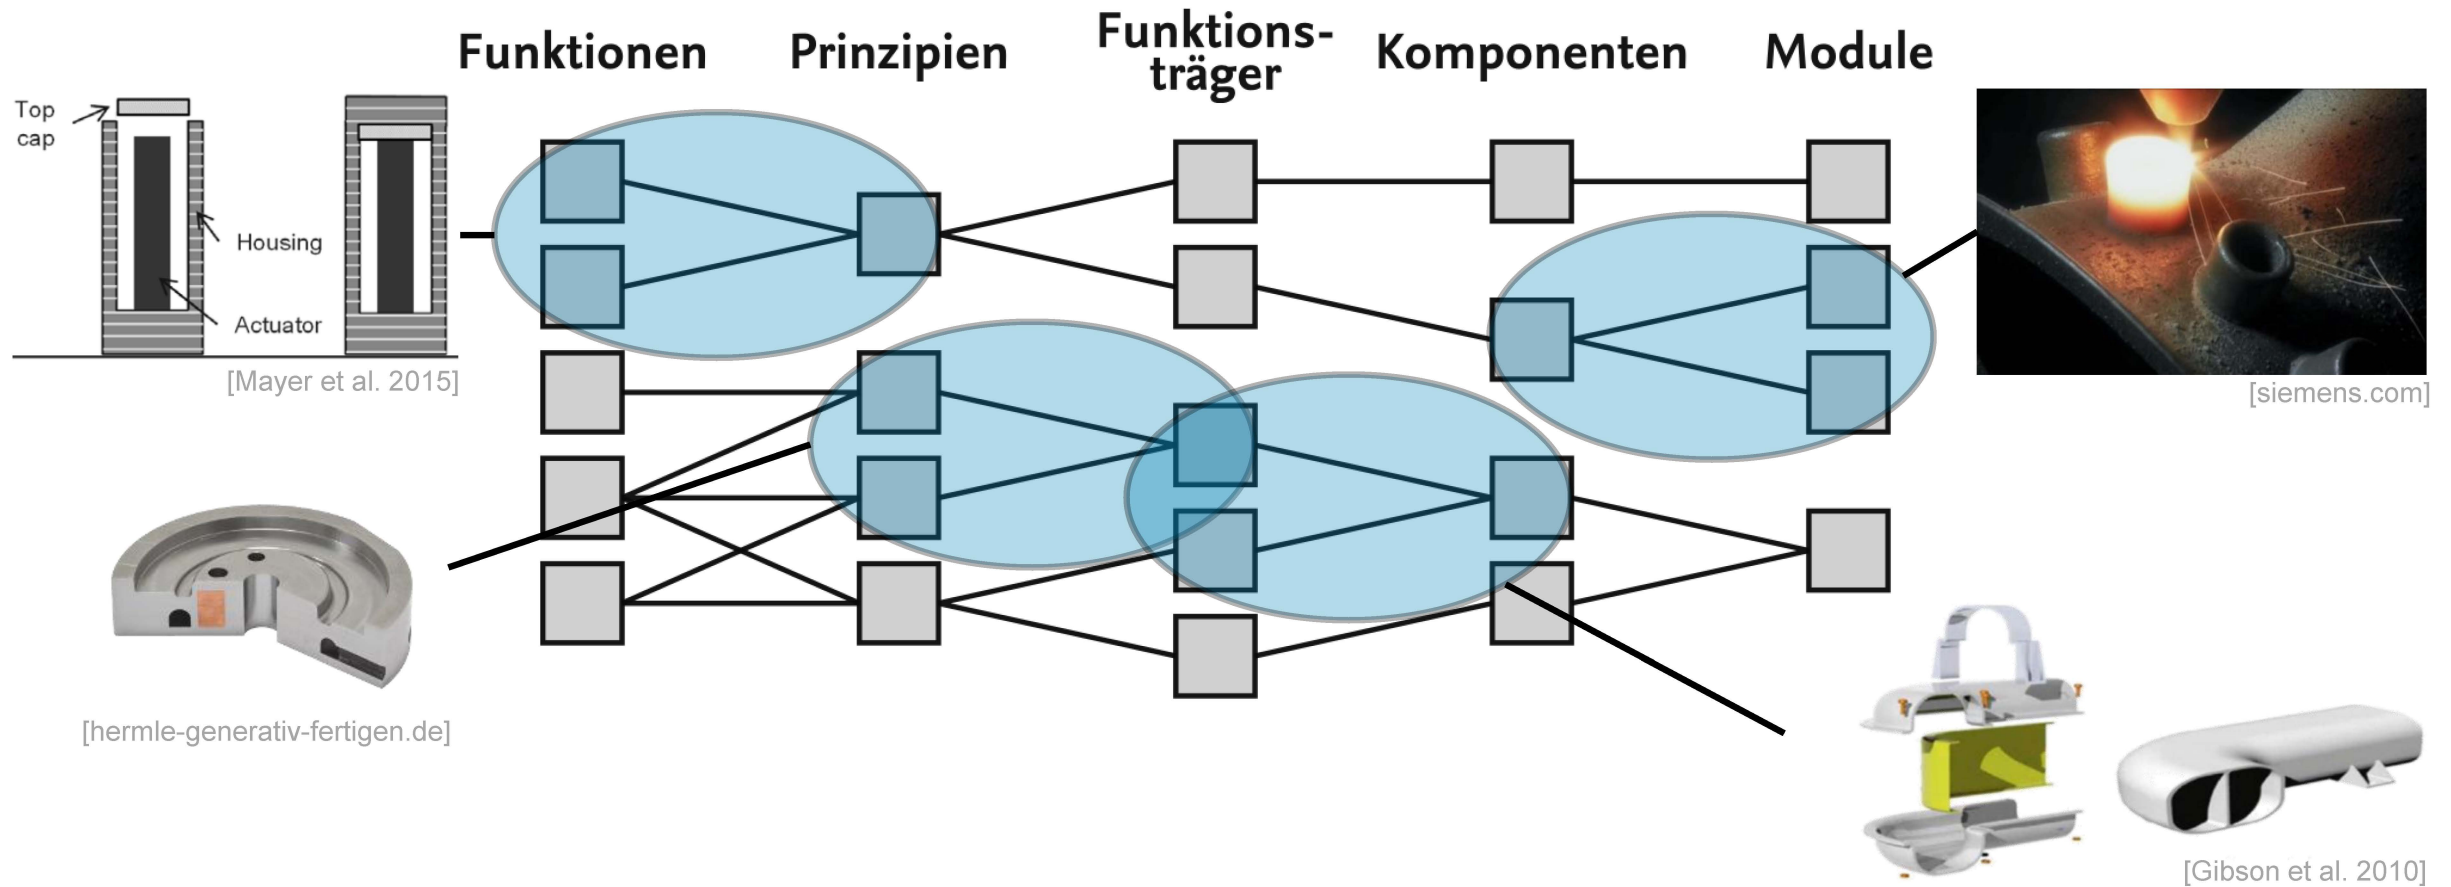 Funktionen
Prinzipien
Funktions-
träger
Komponenten
Module
Top
cap
Housing
Actuator
[Mayer et al. 2015]
[siemens.com]
[hermle-generativ-fertigen.de]
[Gibson et al. 2010]